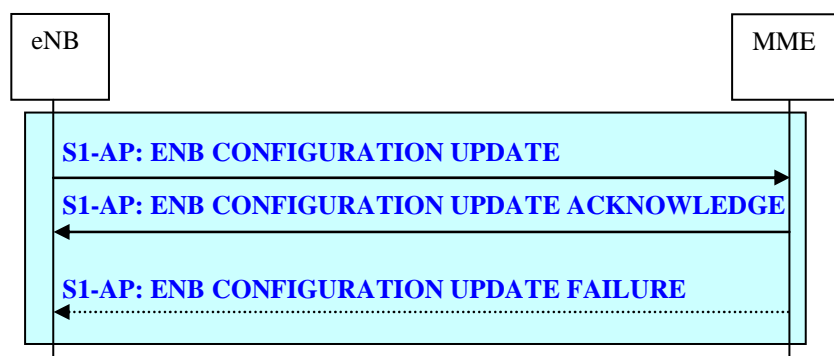 eNB
MME
S1-AP: ENB CONFIGURATION UPDATE
S1-AP: ENB CONFIGURATION UPDATE ACKNOWLEDGE
S1-AP: ENB CONFIGURATION UPDATE FAILURE